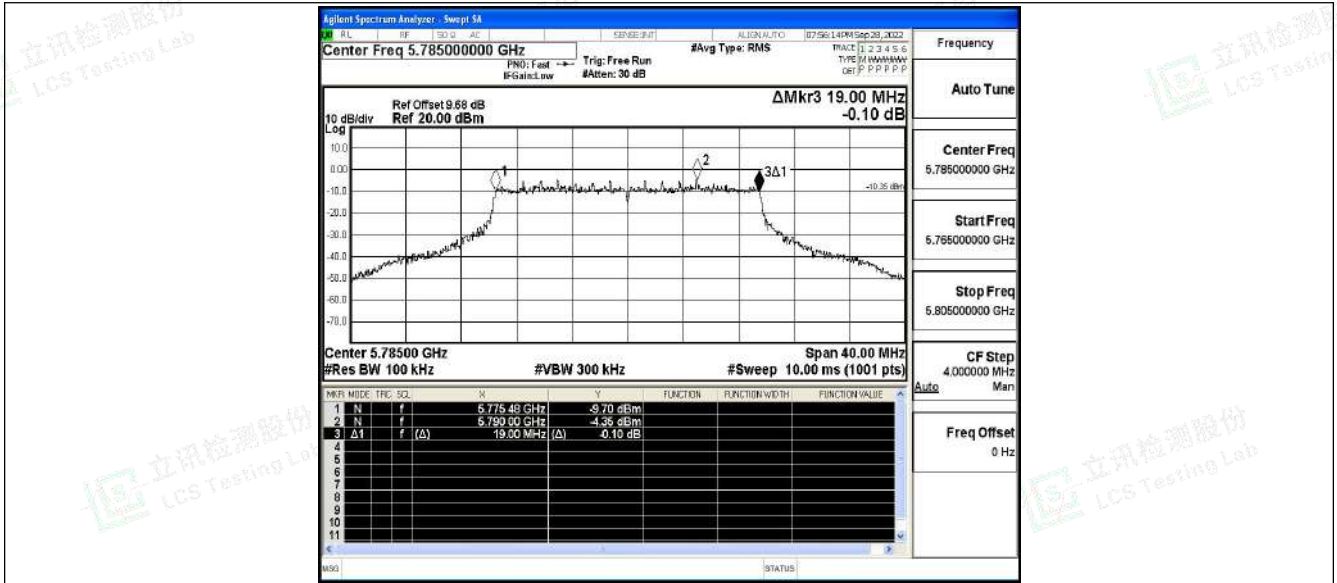 Agilent Spectrum Analyzer - Swept SA
RL RF 50 Ω AC SENSE:INT ALIGN AUTO 07:56:14 PM Sep 28, 2022
Center Freq 5.785000000 GHz
PNO: Fast
IFGain:Low
Trig: Free Run
#Atten: 30 dB
#Avg Type: RMS
TRACE 1 2 3 4 5 6
TYPE M WWWWW
DET P P P P P P
Ref Offset 9.68 dB
10 dB/div Ref 20.00 dBm
ΔMkr3 19.00 MHz
-0.10 dB
Log
10.0
0.00
-10.0
-20.0
-30.0
-40.0
-50.0
-60.0
-70.0
1
2
3Δ1
-10.35 dBm
Center 5.78500 GHz Span 40.00 MHz
#Res BW 100 kHz #VBW 300 kHz #Sweep 10.00 ms (1001 pts)
MKR MODE TRC SCL X Y FUNCTION FUNCTION WIDTH FUNCTION VALUE
1 N f 5.775 48 GHz -9.70 dBm
2 N f 5.790 00 GHz -4.35 dBm
3 Δ1 f (Δ) 19.00 MHz (Δ) -0.10 dB
4
5
6
7
8
9
10
11
MSG STATUS
Frequency
Auto Tune
Center Freq
5.785000000 GHz
Start Freq
5.765000000 GHz
Stop Freq
5.805000000 GHz
CF Step
4.000000 MHz
Auto Man
Freq Offset
0 Hz
立讯检测股份
LCS Testing Lab
立讯检测股份
LCS Testing Lab
立讯检测股份
LCS Testing Lab